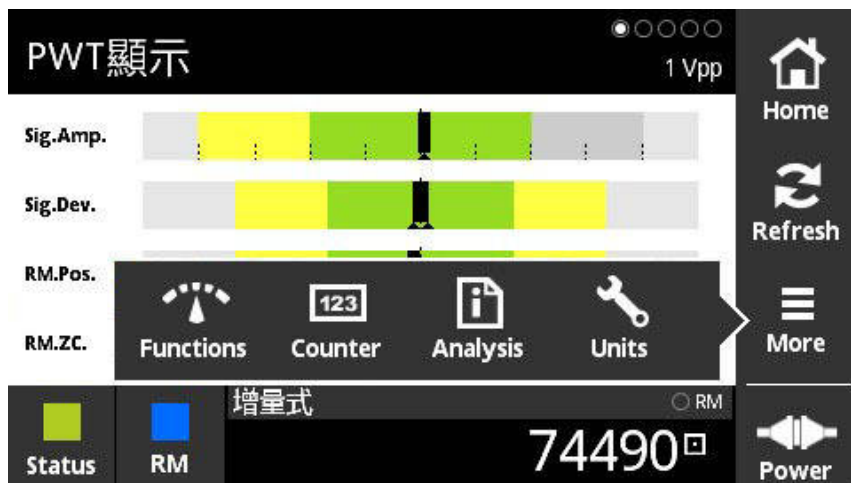 PWT顯示
1 Vpp
Home
Sig.Amp.
Sig.Dev.
Refresh
RM.Pos.
123
Functions Counter Analysis Units
RM.ZC.
More
增量式
RM
74490
Status RM
Power